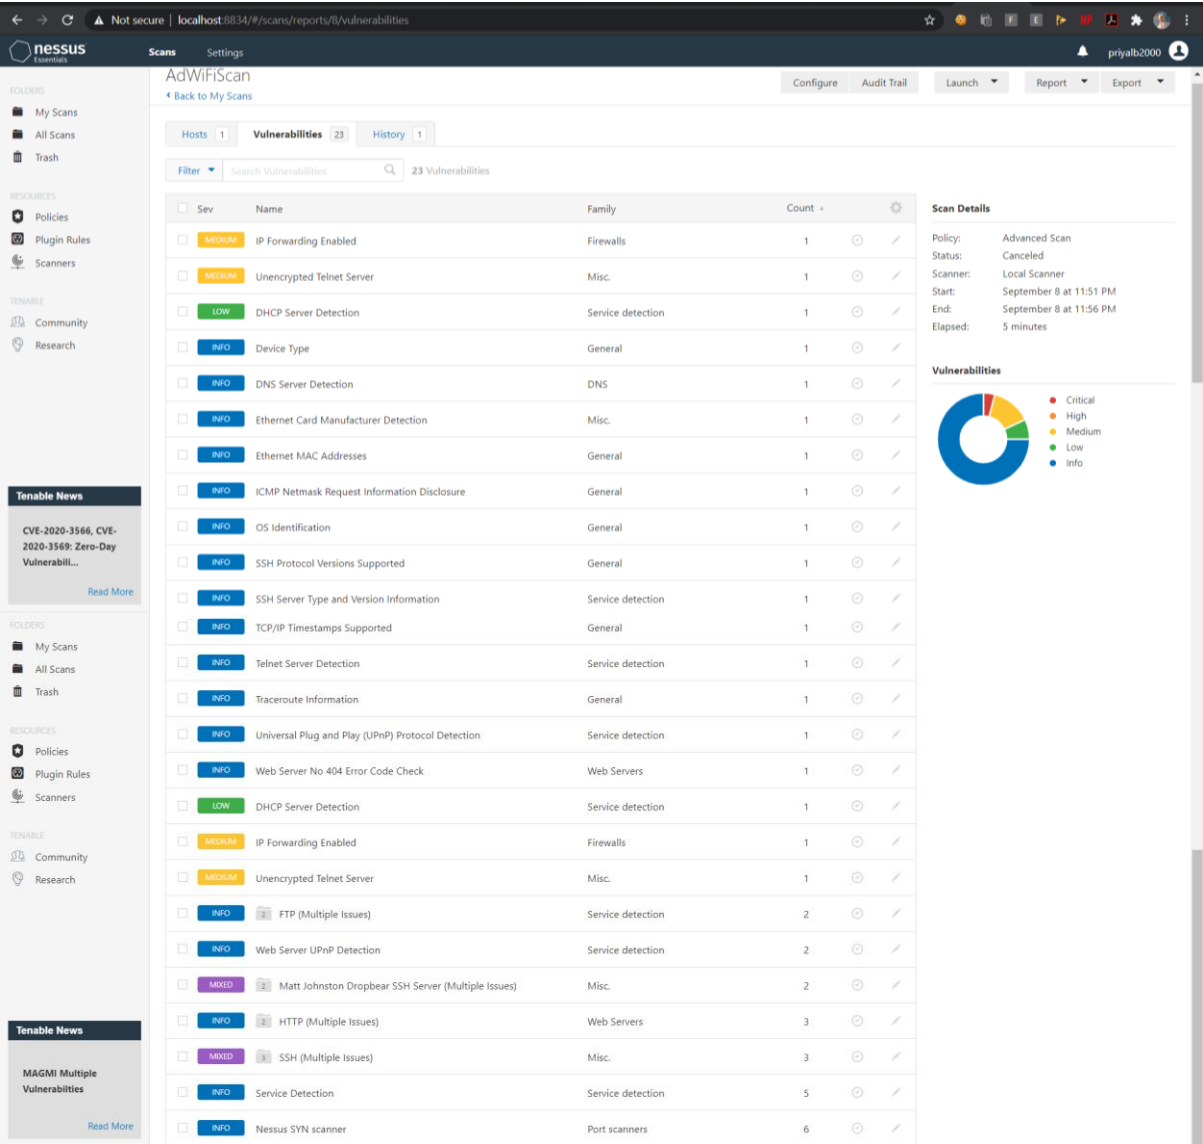 Not secure | localhost:8834/#/scans/reports/8/vulnerabilities
nessus Essentials Scans Settings priyalb2000
FOLDERS
My Scans
All Scans
Trash
RESOURCES
Policies
Plugin Rules
Scanners
TENABLE
Community
Research
Tenable News
CVE-2020-3566, CVE-
2020-3569: Zero-Day
Vulnerabili...
Read More
FOLDERS
My Scans
All Scans
Trash
RESOURCES
Policies
Plugin Rules
Scanners
TENABLE
Community
Research
Tenable News
MAGMI Multiple
Vulnerabilties
Read More
AdWiFiScan
Back to My Scans
Configure Audit Trail Launch Report Export
Hosts 1 Vulnerabilities 23 History 1
Filter Search Vulnerabilities 23 Vulnerabilities
Sev Name Family Count
MEDIUM IP Forwarding Enabled Firewalls 1
MEDIUM Unencrypted Telnet Server Misc. 1
LOW DHCP Server Detection Service detection 1
INFO Device Type General 1
INFO DNS Server Detection DNS 1
INFO Ethernet Card Manufacturer Detection Misc. 1
INFO Ethernet MAC Addresses General 1
INFO ICMP Netmask Request Information Disclosure General 1
INFO OS Identification General 1
INFO SSH Protocol Versions Supported General 1
INFO SSH Server Type and Version Information Service detection 1
INFO TCP/IP Timestamps Supported General 1
INFO Telnet Server Detection Service detection 1
INFO Traceroute Information General 1
INFO Universal Plug and Play (UPnP) Protocol Detection Service detection 1
INFO Web Server No 404 Error Code Check Web Servers 1
LOW DHCP Server Detection Service detection 1
MEDIUM IP Forwarding Enabled Firewalls 1
MEDIUM Unencrypted Telnet Server Misc. 1
INFO 2 FTP (Multiple Issues) Service detection 2
INFO Web Server UPnP Detection Service detection 2
MIXED 2 Matt Johnston Dropbear SSH Server (Multiple Issues) Misc. 2
INFO 2 HTTP (Multiple Issues) Web Servers 3
MIXED 3 SSH (Multiple Issues) Misc. 3
INFO Service Detection Service detection 5
INFO Nessus SYN scanner Port scanners 6
Scan Details
Policy: Advanced Scan
Status: Canceled
Scanner: Local Scanner
Start: September 8 at 11:51 PM
End: September 8 at 11:56 PM
Elapsed: 5 minutes
Vulnerabilities
Critical
High
Medium
Low
Info